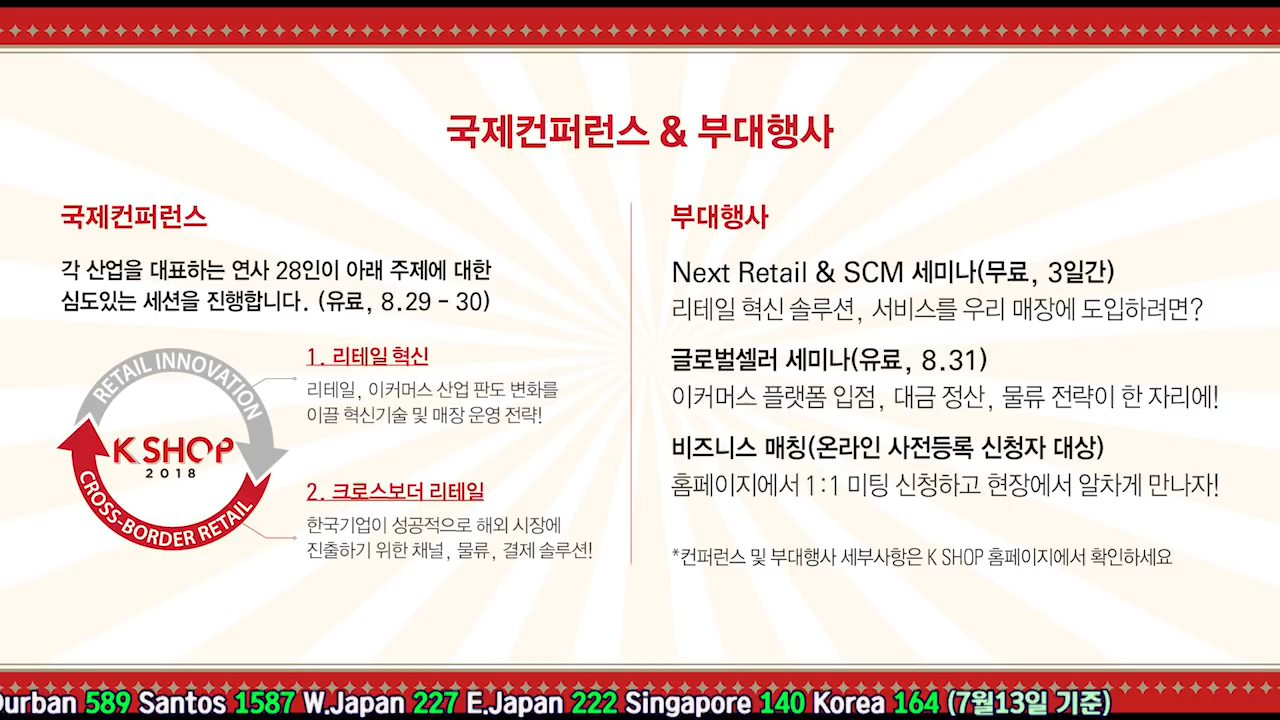 국제컨퍼런스 & 부대행사
국제컨퍼런스
각 산업을 대표하는 연사 28인이 아래 주제에 대한
심도있는 세션을 진행합니다. (유료, 8.29 - 30)
RETAIL INNOVATION
K SHOP
2018
CROSS-BORDER RETAIL
1. 리테일 혁신
리테일, 이커머스 산업 판도 변화를
이끌 혁신기술 및 매장 운영 전략!
2. 크로스보더 리테일
한국기업이 성공적으로 해외 시장에
진출하기 위한 채널, 물류, 결제 솔루션!
부대행사
Next Retail & SCM 세미나(무료, 3일간)
리테일 혁신 솔루션, 서비스를 우리 매장에 도입하려면?
글로벌셀러 세미나(유료, 8.31)
이커머스 플랫폼 입점, 대금 정산, 물류 전략이 한 자리에!
비즈니스 매칭(온라인 사전등록 신청자 대상)
홈페이지에서 1:1 미팅 신청하고 현장에서 알차게 만나자!
*컨퍼런스 및 부대행사 세부사항은 K SHOP 홈페이지에서 확인하세요
Durban 589 Santos 1587 W.Japan 227 E.Japan 222 Singapore 140 Korea 164 (7월13일 기준)